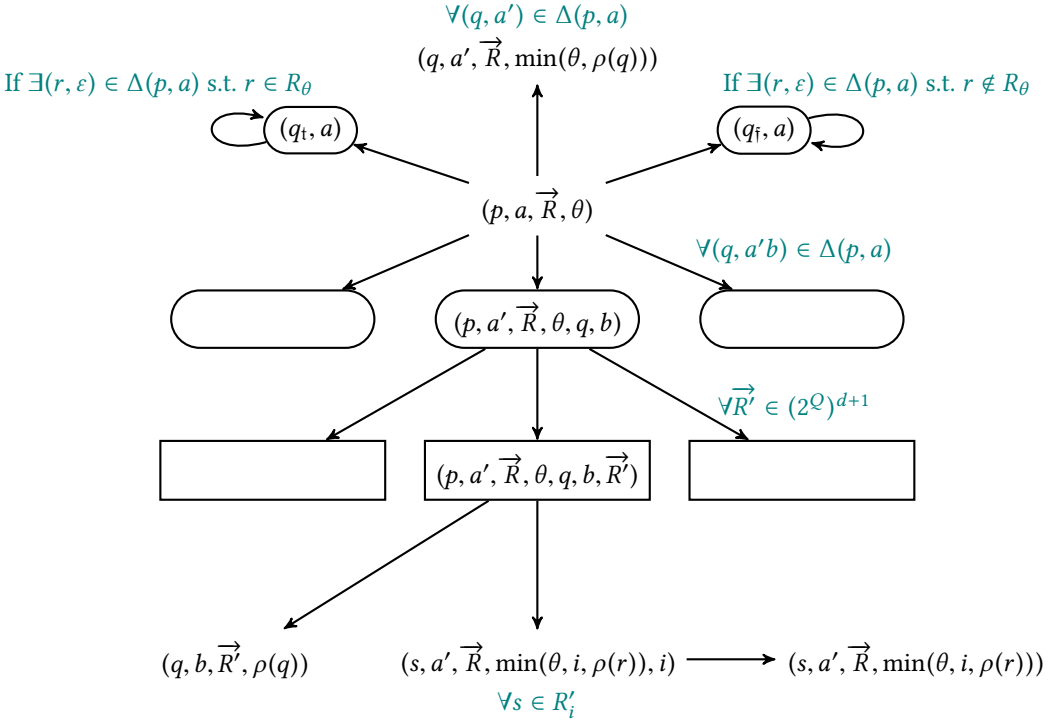 ∀(q, a′) ∈ Δ(p, a)
(q, a′, R⃗, min(θ, ρ(q)))
If ∃(r, ε) ∈ Δ(p, a) s.t. r ∈ R_θ
If ∃(r, ε) ∈ Δ(p, a) s.t. r ∉ R_θ
(q_𝔱, a)
(q_𝔣̃, a)
(p, a, R⃗, θ)
∀(q, a′b) ∈ Δ(p, a)
(p, a′, R⃗, θ, q, b)
∀R⃗′ ∈ (2^Q)^{d+1}
(p, a′, R⃗, θ, q, b, R⃗′)
(q, b, R⃗′, ρ(q))
(s, a′, R⃗, min(θ, i, ρ(r)), i)
(s, a′, R⃗, min(θ, i, ρ(r)))
∀s ∈ R′_i